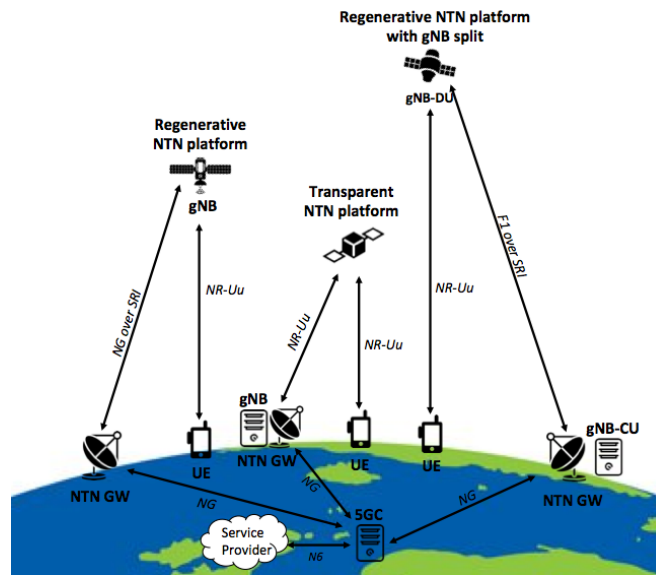 Regenerative NTN platform
with gNB split
gNB-DU
Regenerative
NTN platform
gNB
Transparent
NTN platform
NG over SRI
NR-Uu
NR-Uu
NR-Uu
NR-Uu
F1 over SRI
gNB
gNB-CU
NTN GW
UE
NTN GW
UE
UE
NTN GW
NG
NG
NG
5GC
Service
Provider
N6